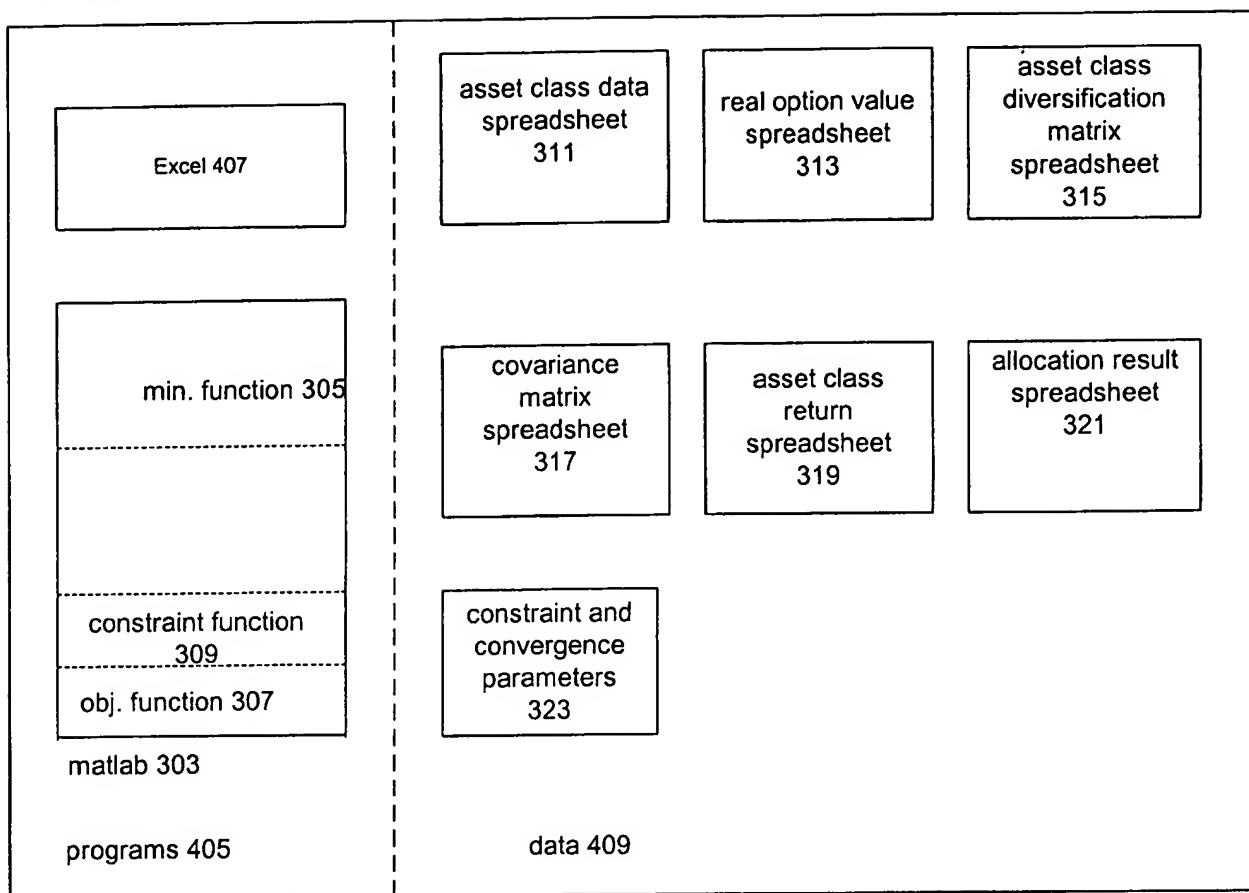 Excel 407
min. function 305
constraint function
309
obj. function 307
matlab 303
programs 405
asset class data
spreadsheet
311
real option value
spreadsheet
313
asset class
diversification
matrix
spreadsheet
315
covariance
matrix
spreadsheet
317
asset class
return
spreadsheet
319
allocation result
spreadsheet
321
constraint and
convergence
parameters
323
data 409